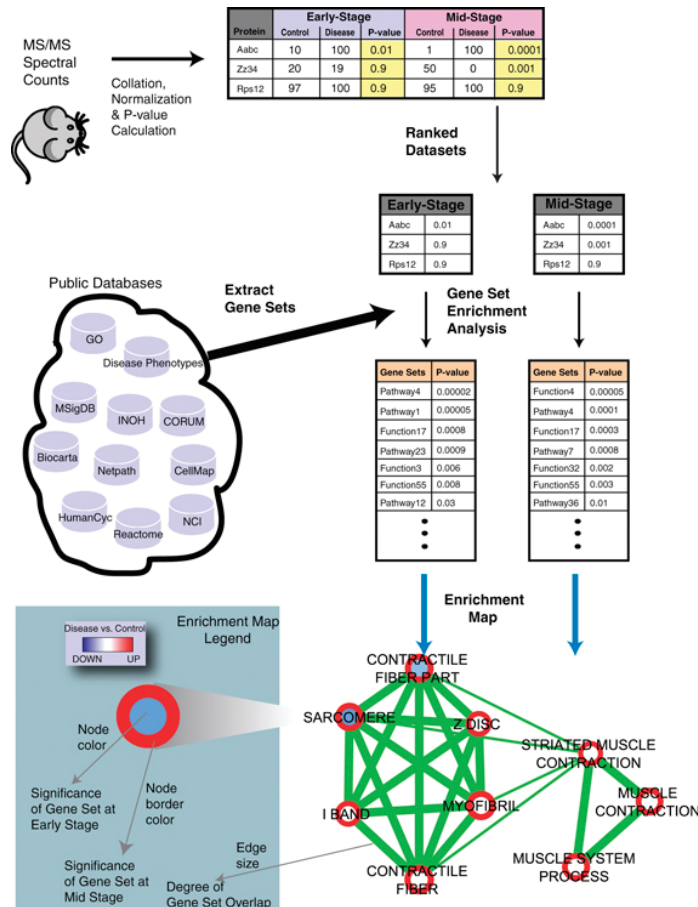 MS/MS
Spectral
Counts
Collation,
Normalization
& P-value
Calculation
Early-Stage Mid-Stage
Protein Control Disease P-value Control Disease P-value
Aabc 10 100 0.01 1 100 0.0001
Zz34 20 19 0.9 50 0 0.001
Rps12 97 100 0.9 95 100 0.9
Ranked
Datasets
Early-Stage
Aabc 0.01
Zz34 0.9
Rps12 0.9
Mid-Stage
Aabc 0.0001
Zz34 0.001
Rps12 0.9
Public Databases
GO
Disease Phenotypes
MSigDB
INOH
CORUM
Biocarta
Netpath
CellMap
HumanCyc
Reactome
NCI
Extract
Gene Sets
Gene Set
Enrichment
Analysis
Gene Sets P-value
Pathway4 0.00002
Pathway1 0.00005
Function17 0.0008
Pathway23 0.0009
Function3 0.006
Function55 0.008
Pathway12 0.03
Gene Sets P-value
Function4 0.00005
Pathway4 0.0001
Function17 0.0003
Pathway7 0.0008
Function32 0.002
Function55 0.003
Pathway36 0.01
Enrichment
Map
Enrichment Map
Legend
Disease vs. Control
DOWN UP
Node
color
Node
border
color
Significance
of Gene Set at
Early Stage
Significance
of Gene Set at
Mid Stage
Edge
size
Degree of
Gene Set Overlap
CONTRACTILE
FIBER PART
SARCOMERE
Z DISC
I BAND
MYOFIBRIL
CONTRACTILE
FIBER
STRIATED MUSCLE
CONTRACTION
MUSCLE
CONTRACTION
MUSCLE SYSTEM
PROCESS